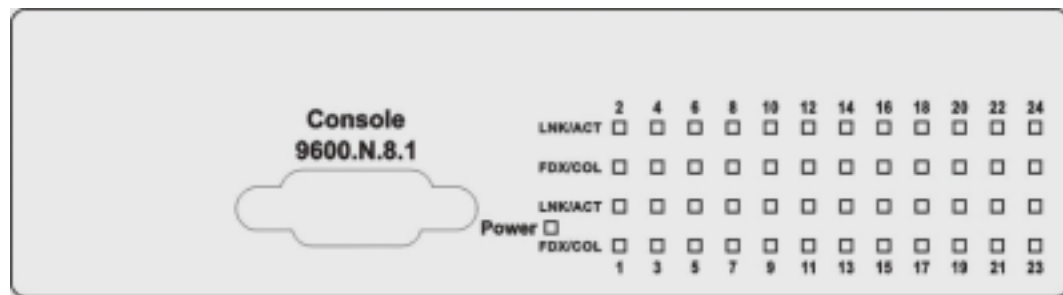 Console
9600.N.8.1
2 4 6 8 10 12 14 16 18 20 22 24
LNK/ACT
FDX/COL
LNK/ACT
Power
FDX/COL
1 3 5 7 9 11 13 15 17 19 21 23